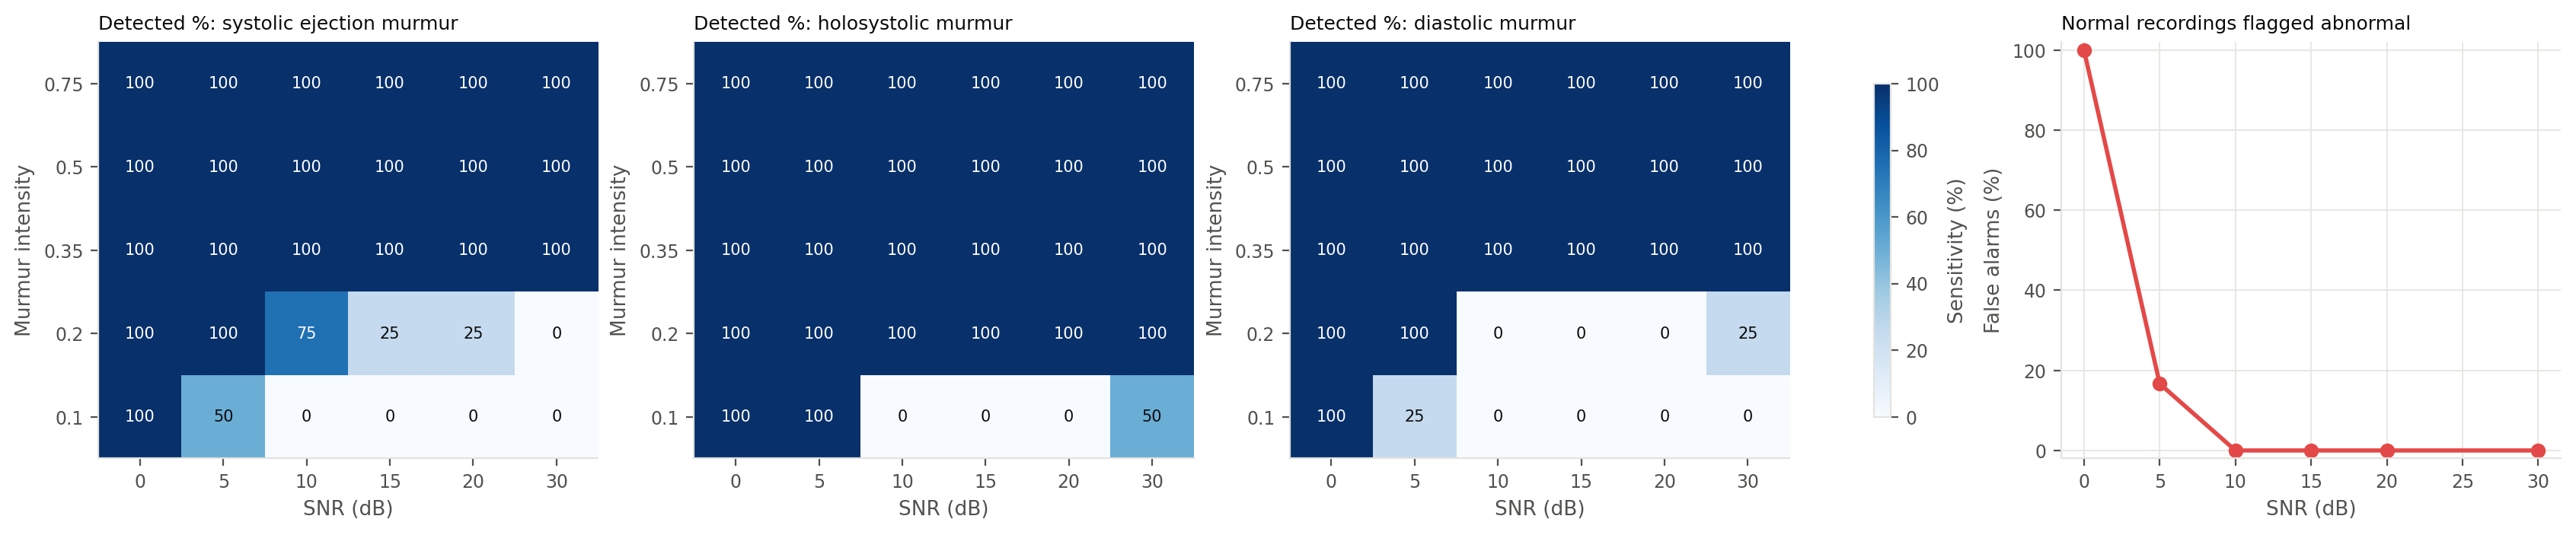 Detected %: systolic ejection murmur
Murmur intensity
0.75 100 100 100 100 100 100
0.5 100 100 100 100 100 100
0.35 100 100 100 100 100 100
0.2 100 100 75 25 25 0
0.1 100 50 0 0 0 0
0 5 10 15 20 30
SNR (dB)
Detected %: holosystolic murmur
Murmur intensity
0.75 100 100 100 100 100 100
0.5 100 100 100 100 100 100
0.35 100 100 100 100 100 100
0.2 100 100 100 100 100 100
0.1 100 100 0 0 0 50
0 5 10 15 20 30
SNR (dB)
Detected %: diastolic murmur
Murmur intensity
0.75 100 100 100 100 100 100
0.5 100 100 100 100 100 100
0.35 100 100 100 100 100 100
0.2 100 100 0 0 0 25
0.1 100 25 0 0 0 0
0 5 10 15 20 30
SNR (dB)
100
80
60
40
20
0
Sensitivity (%)
Normal recordings flagged abnormal
False alarms (%)
100
80
60
40
20
0
0 5 10 15 20 25 30
SNR (dB)